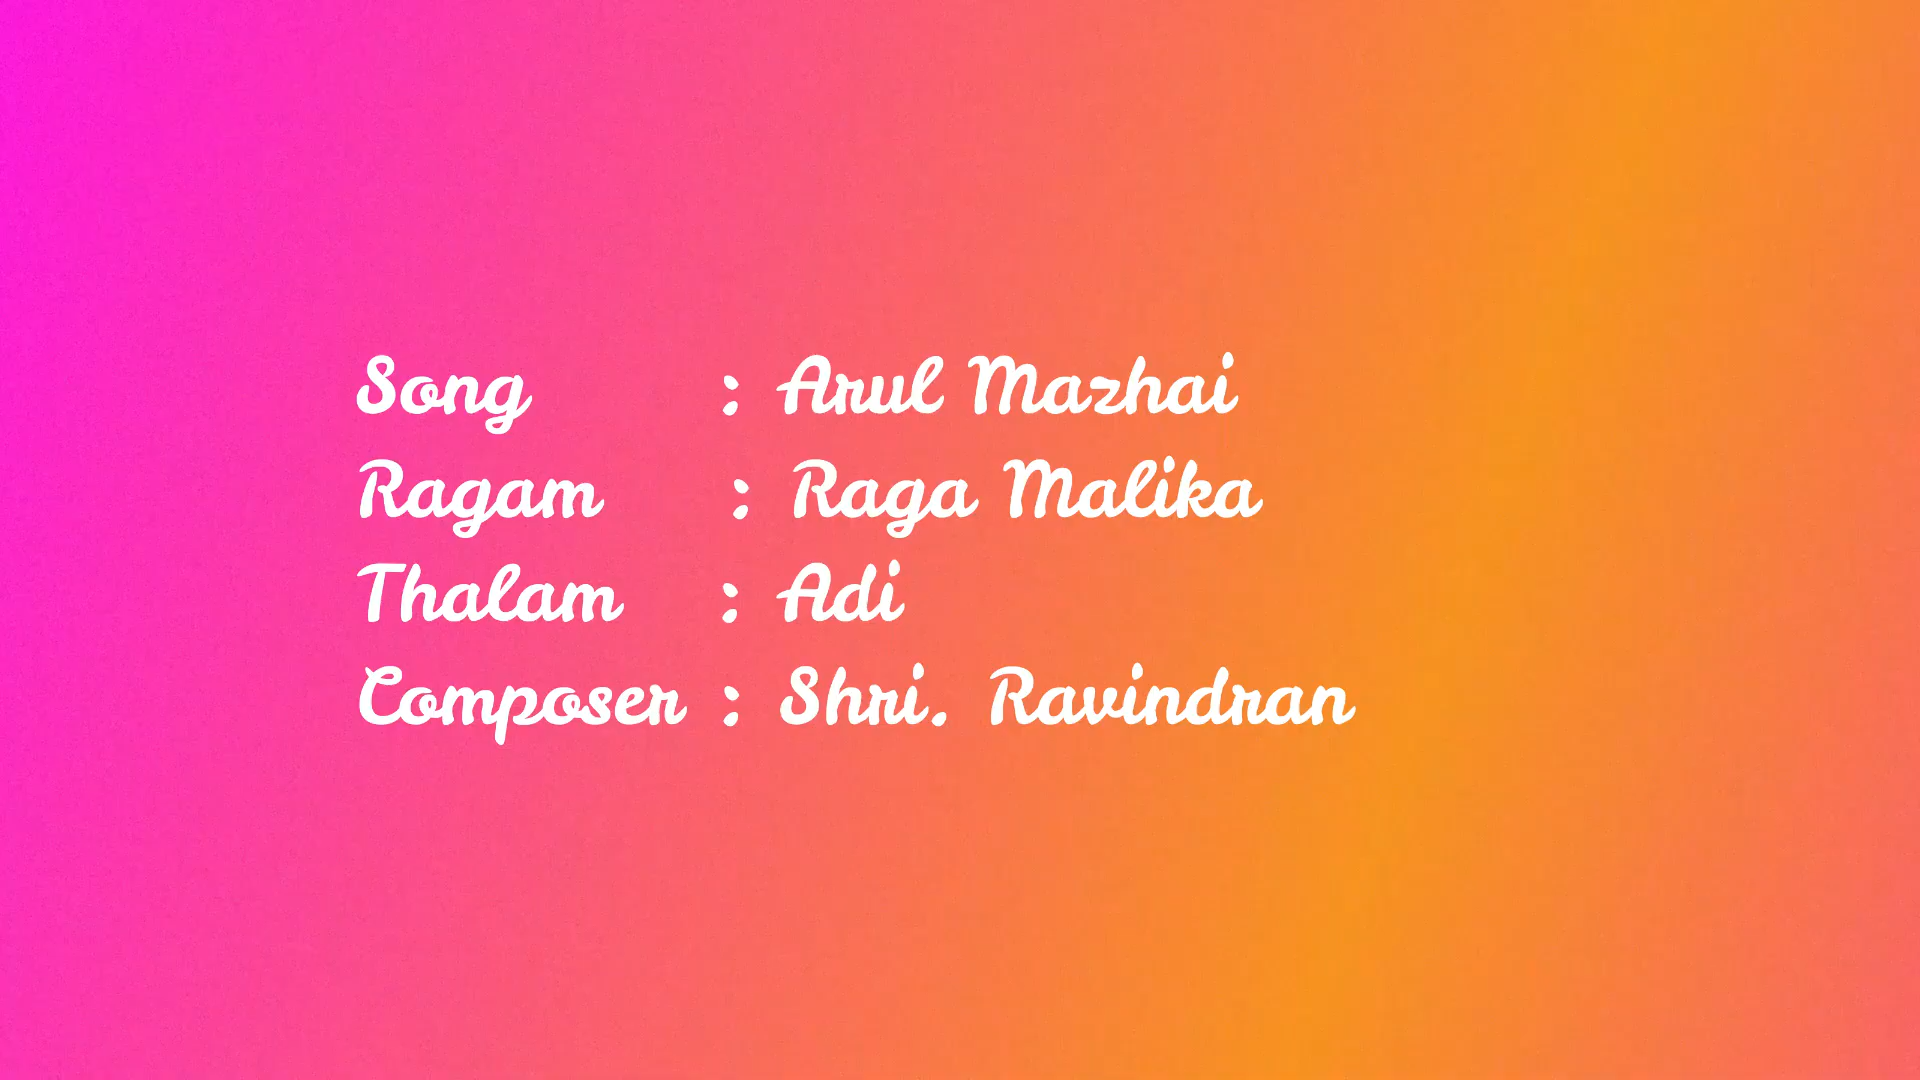 Song : Arul Mazhai
Ragam : Raga Malika
Thalam : Adi
Composer : Shri. Ravindran